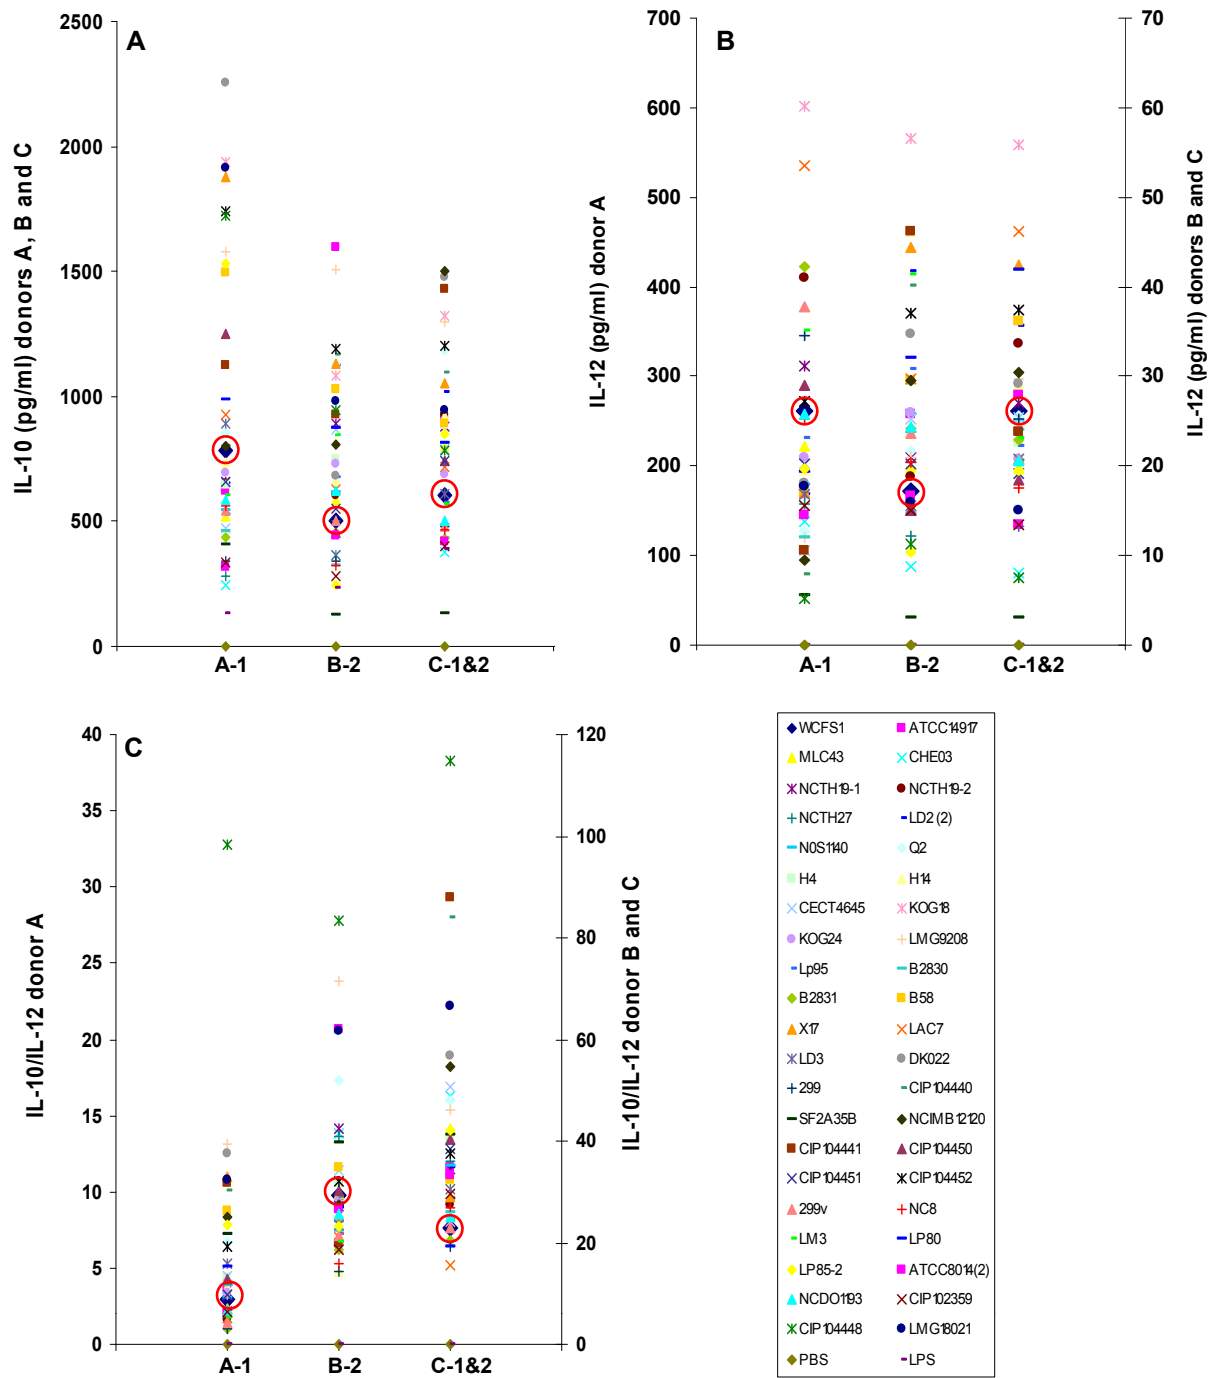 A
B
2500
2000
1500
1000
500
0
IL-10 (pg/ml) donors A, B and C
A-1
B-2
C-1&2
700
600
500
400
300
200
100
0
IL-12 (pg/ml) donor A
70
60
50
40
30
20
10
0
IL-12 (pg/ml) donors B and C
A-1
B-2
C-1&2
C
40
35
30
25
20
15
10
5
0
IL-10/IL-12 donor A
120
100
80
60
40
20
0
IL-10/IL-12 donor B and C
A-1
B-2
C-1&2
WCFS1 ATCC14917
MLC43 CHE03
NCTH19-1 NCTH19-2
NCTH27 LD2 (2)
N0S1140 Q2
H4 H14
CECT4645 KOG18
KOG24 LMG9208
Lp95 B2830
B2831 B58
X17 LAC7
LD3 DK022
299 CIP104440
SF2A35B NCIMB12120
CIP104441 CIP104450
CIP104451 CIP104452
299v NC8
LM3 LP80
LP85-2 ATCC8014(2)
NCDO1193 CIP102359
CIP104448 LMG18021
PBS LPS